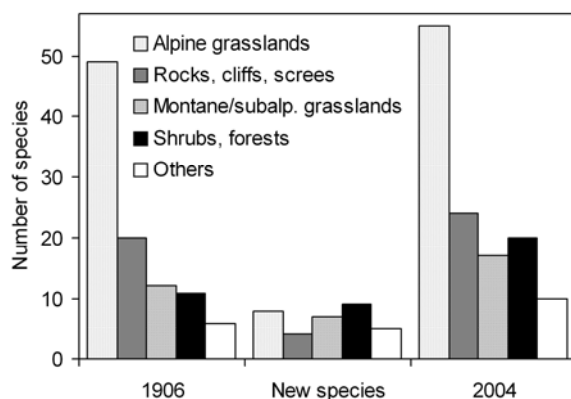 Number of species
50
40
30
20
10
0
Alpine grasslands
Rocks, cliffs, screes
Montane/subalp. grasslands
Shrubs, forests
Others
1906
New species
2004